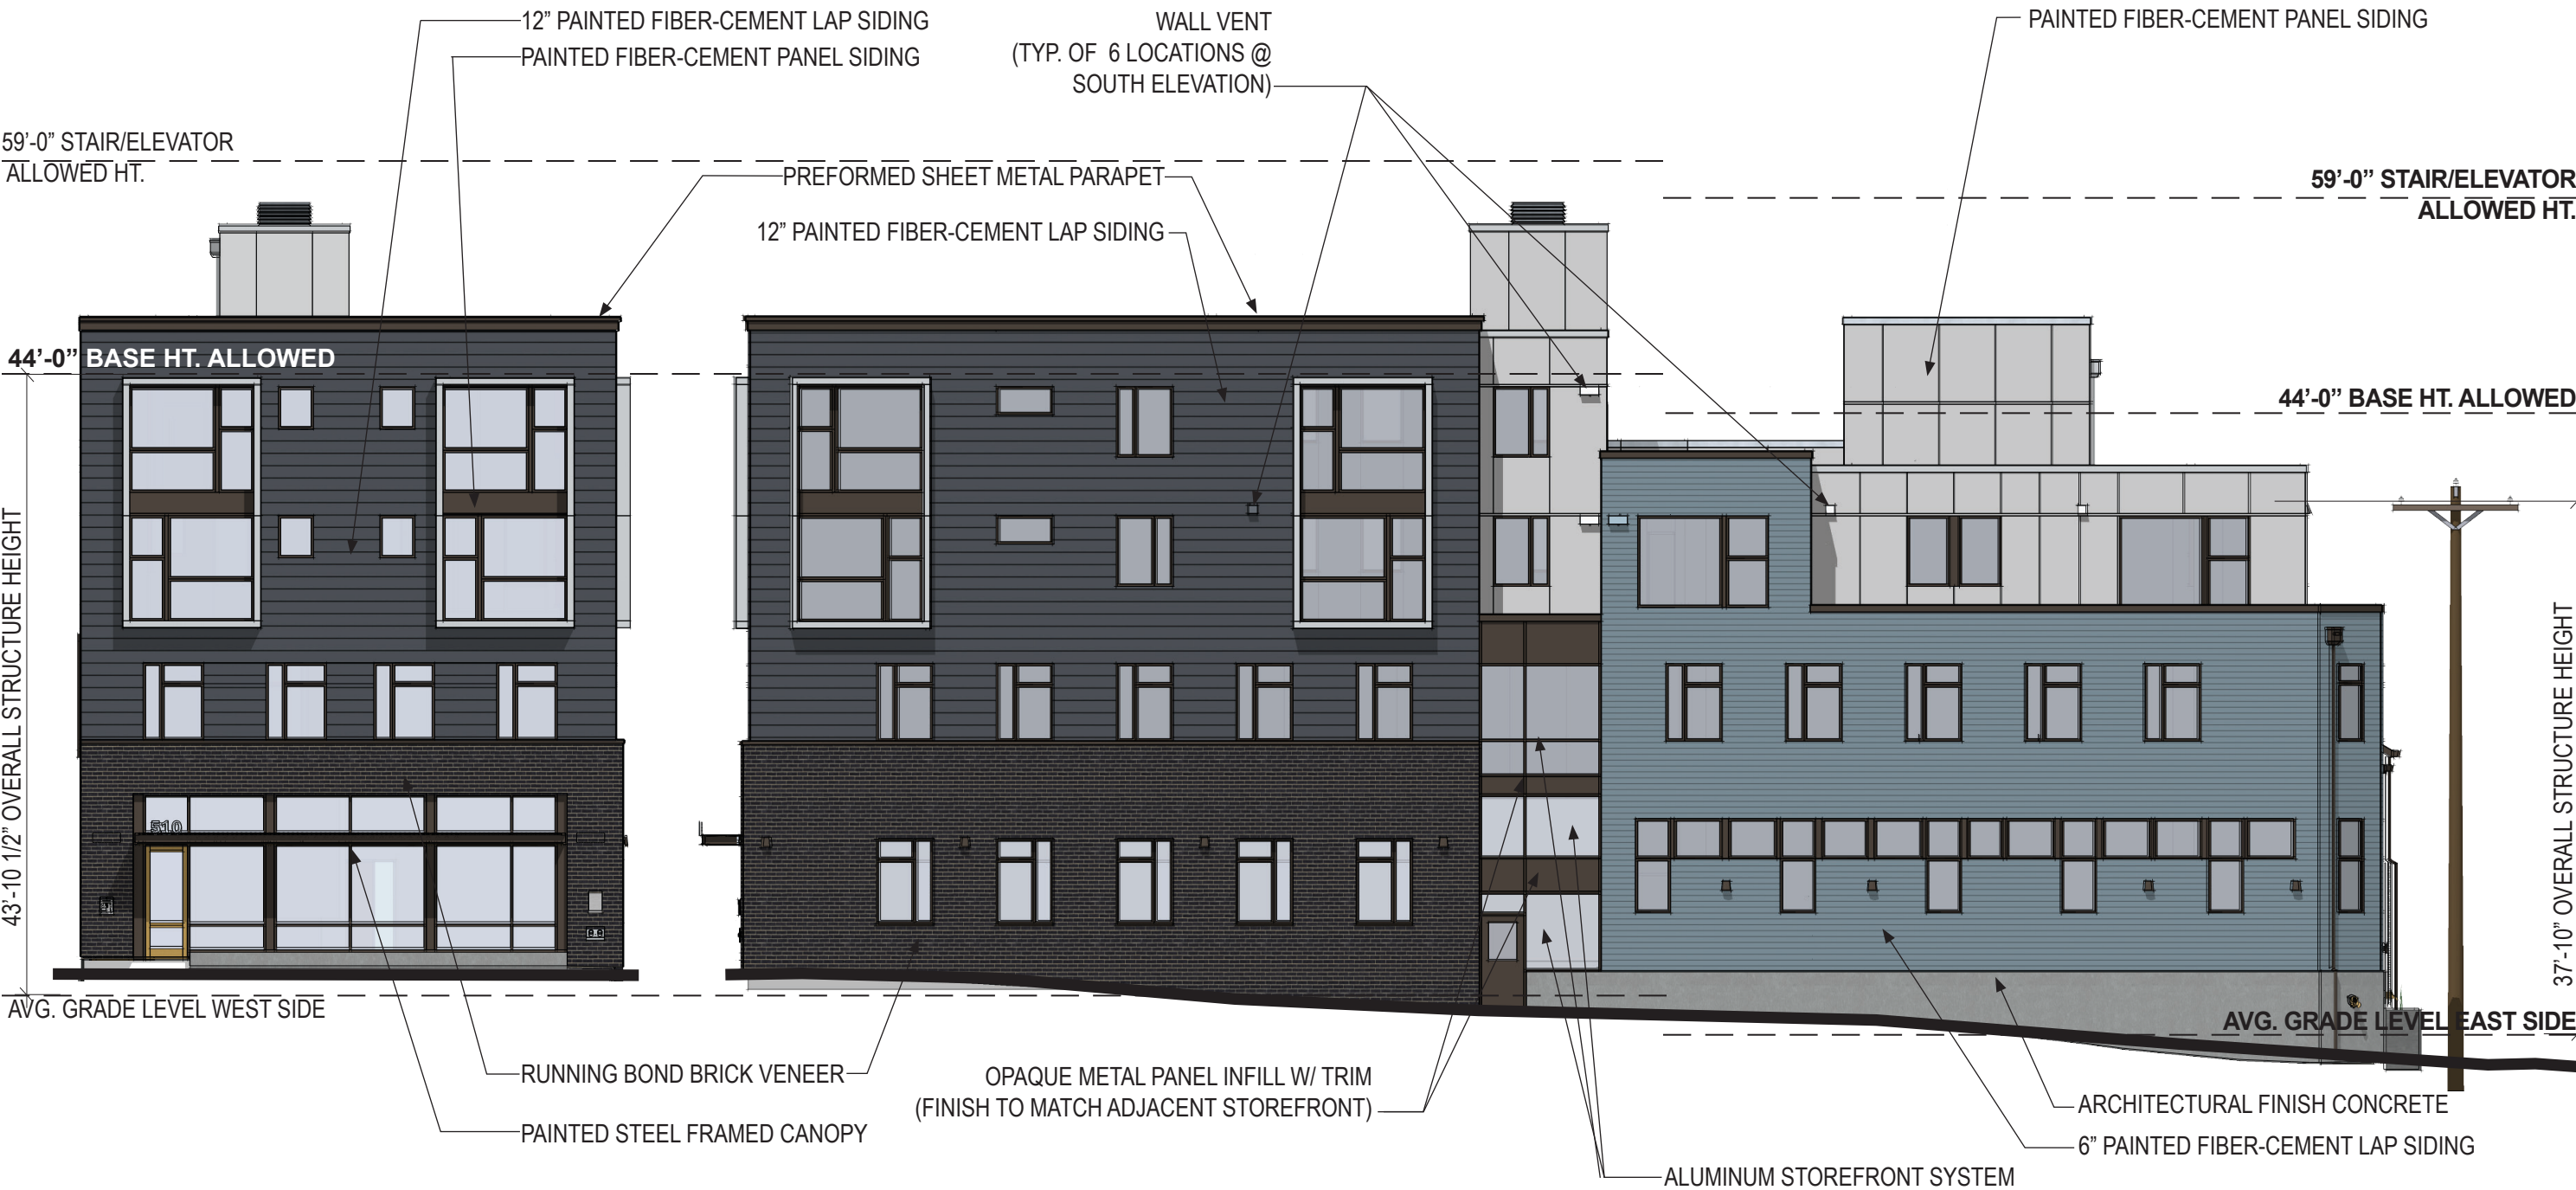 12” PAINTED FIBER-CEMENT LAP SIDING
PAINTED FIBER-CEMENT PANEL SIDING
WALL VENT
(TYP. OF 6 LOCATIONS @
SOUTH ELEVATION)
PAINTED FIBER-CEMENT PANEL SIDING
59’-0” STAIR/ELEVATOR
ALLOWED HT.
PREFORMED SHEET METAL PARAPET
12” PAINTED FIBER-CEMENT LAP SIDING
59’-0” STAIR/ELEVATOR
ALLOWED HT.
44’-0” BASE HT. ALLOWED
44’-0” BASE HT. ALLOWED
43’-10 1/2” OVERALL STRUCTURE HEIGHT
37’-10” OVERALL STRUCTURE HEIGHT
510
AVG. GRADE LEVEL WEST SIDE
AVG. GRADE LEVEL EAST SIDE
RUNNING BOND BRICK VENEER
PAINTED STEEL FRAMED CANOPY
OPAQUE METAL PANEL INFILL W/ TRIM
(FINISH TO MATCH ADJACENT STOREFRONT)
ARCHITECTURAL FINISH CONCRETE
6” PAINTED FIBER-CEMENT LAP SIDING
ALUMINUM STOREFRONT SYSTEM